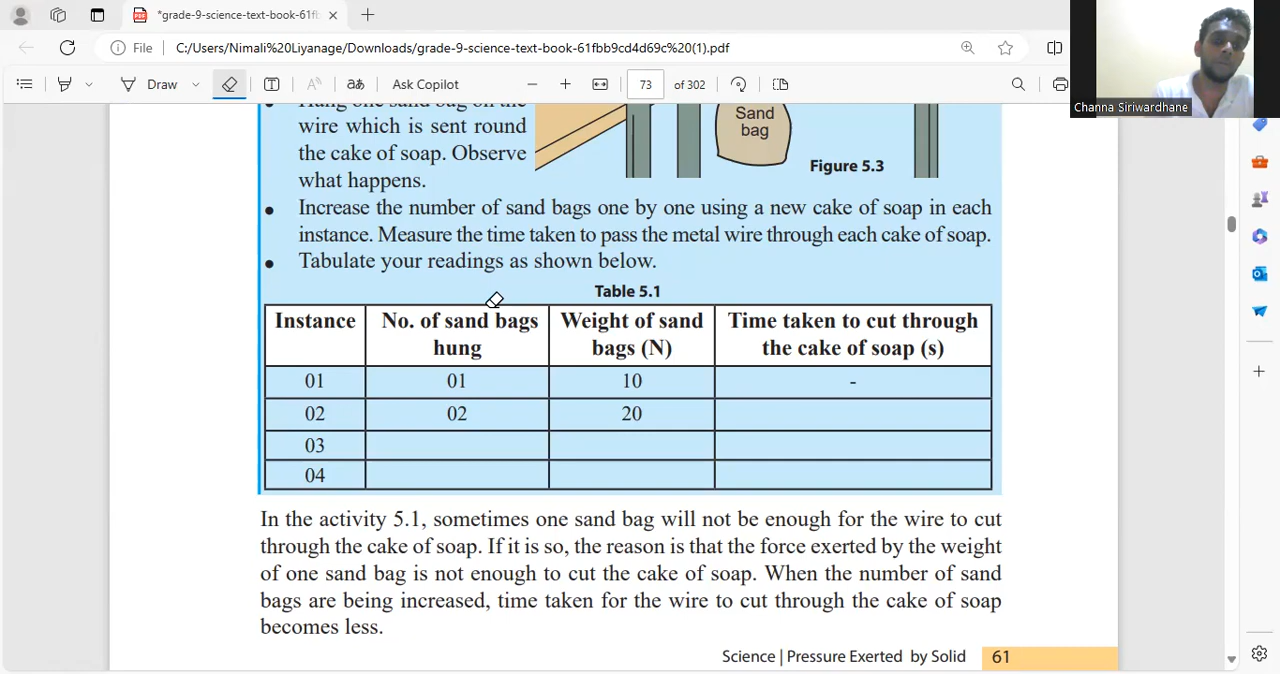 *grade-9-science-text-book-61fb
File
C:/Users/Nimali%20Liyanage/Downloads/grade-9-science-text-book-61fbb9cd4d69c%20(1).pdf
Draw
Ask Copilot
73 of 302
Channa Siriwardhane
Hung one sand bag on the
wire which is sent round
the cake of soap. Observe
what happens.
Sand
bag
Figure 5.3
• Increase the number of sand bags one by one using a new cake of soap in each
instance. Measure the time taken to pass the metal wire through each cake of soap.
• Tabulate your readings as shown below.
Table 5.1
Instance No. of sand bags hung Weight of sand bags (N) Time taken to cut through the cake of soap (s)
01 01 10 -
02 02 20
03
04
In the activity 5.1, sometimes one sand bag will not be enough for the wire to cut
through the cake of soap. If it is so, the reason is that the force exerted by the weight
of one sand bag is not enough to cut the cake of soap. When the number of sand
bags are being increased, time taken for the wire to cut through the cake of soap
becomes less.
Science | Pressure Exerted by Solid 61